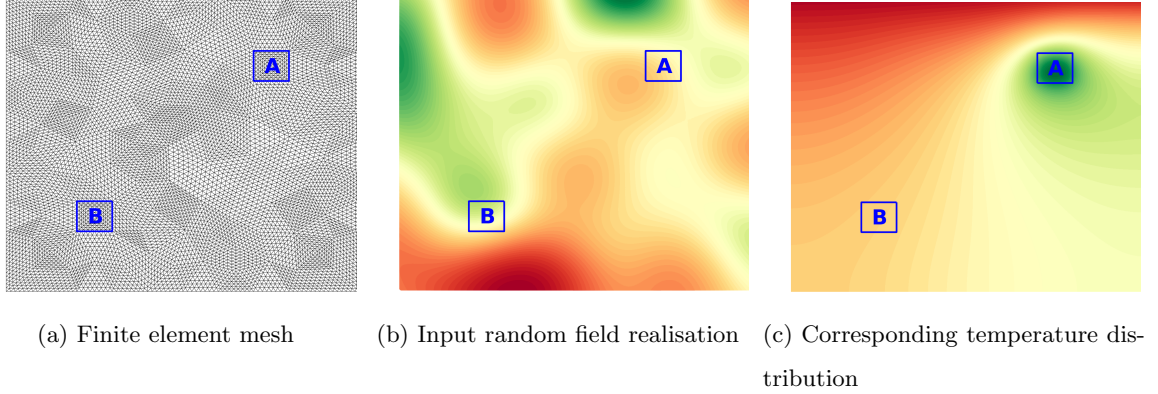 A
B
A
B
A
B
(a) Finite element mesh
(b) Input random field realisation
(c) Corresponding temperature dis-
tribution